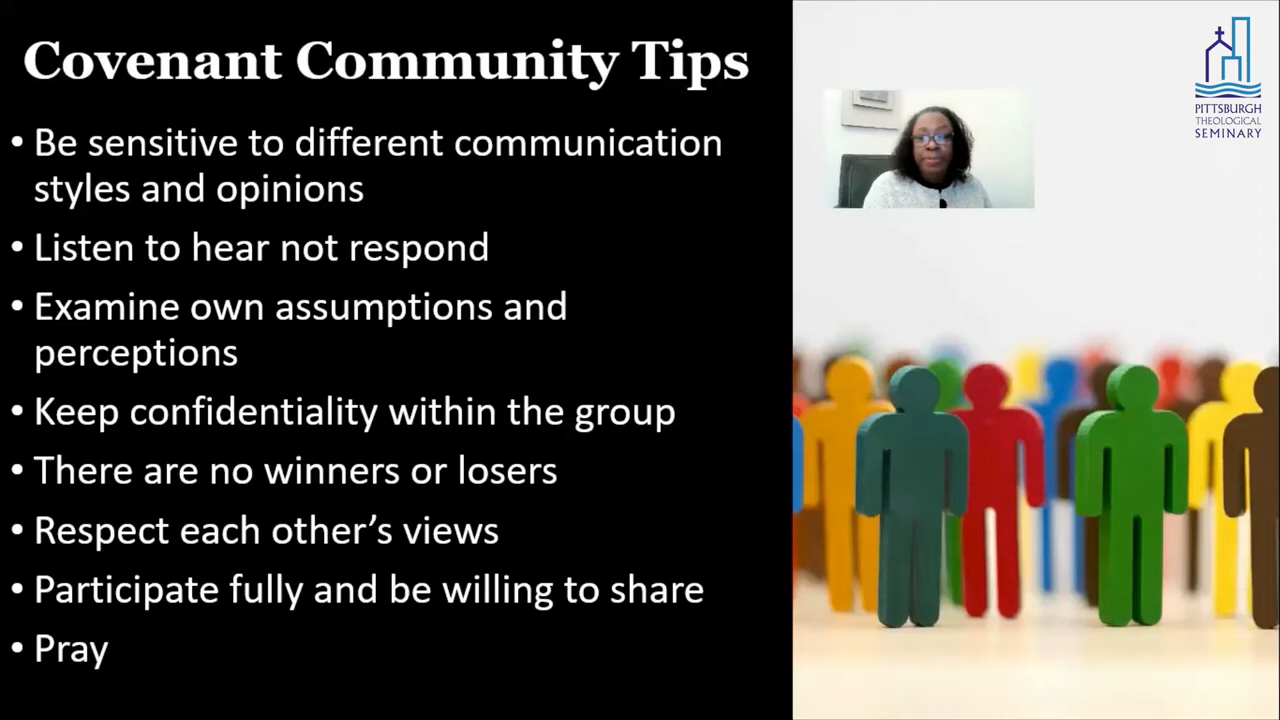 Covenant Community Tips
• Be sensitive to different communication
styles and opinions
• Listen to hear not respond
• Examine own assumptions and
perceptions
• Keep confidentiality within the group
• There are no winners or losers
• Respect each other’s views
• Participate fully and be willing to share
• Pray
PITTSBURGH
THEOLOGICAL
SEMINARY